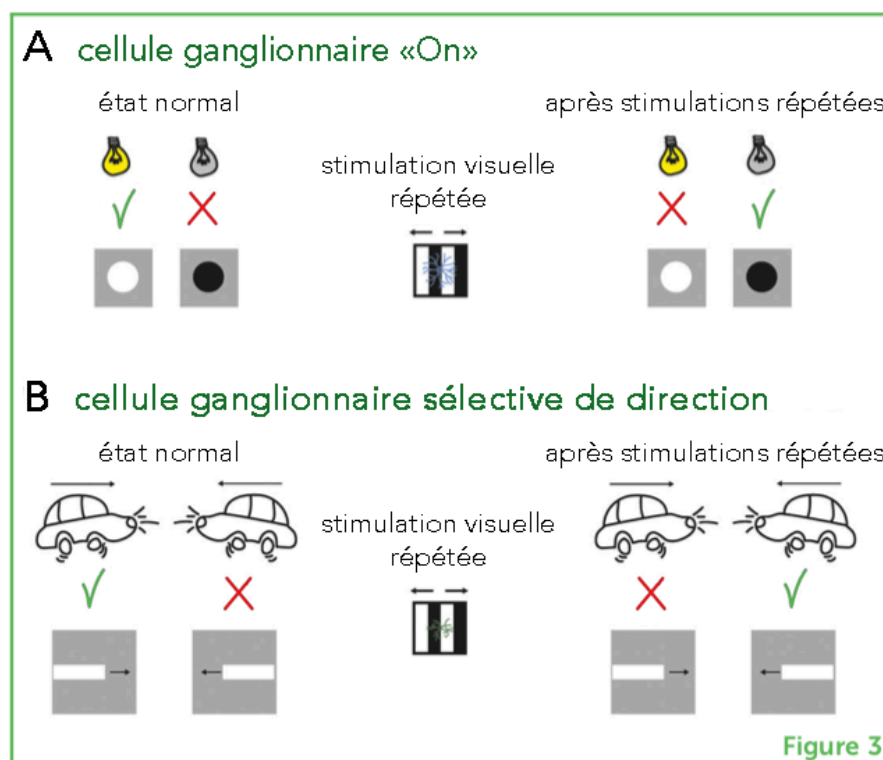 A cellule ganglionnaire «On»
état normal
après stimulations répétées
stimulation visuelle
répétée
B cellule ganglionnaire sélective de direction
état normal
après stimulations répétées
stimulation visuelle
répétée
Figure 3